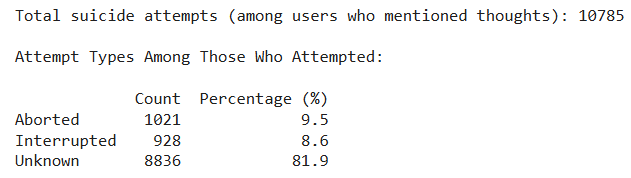 Total suicide attempts (among users who mentioned thoughts): 10785
Attempt Types Among Those Who Attempted:
Count Percentage (%)
Aborted 1021 9.5
Interrupted 928 8.6
Unknown 8836 81.9